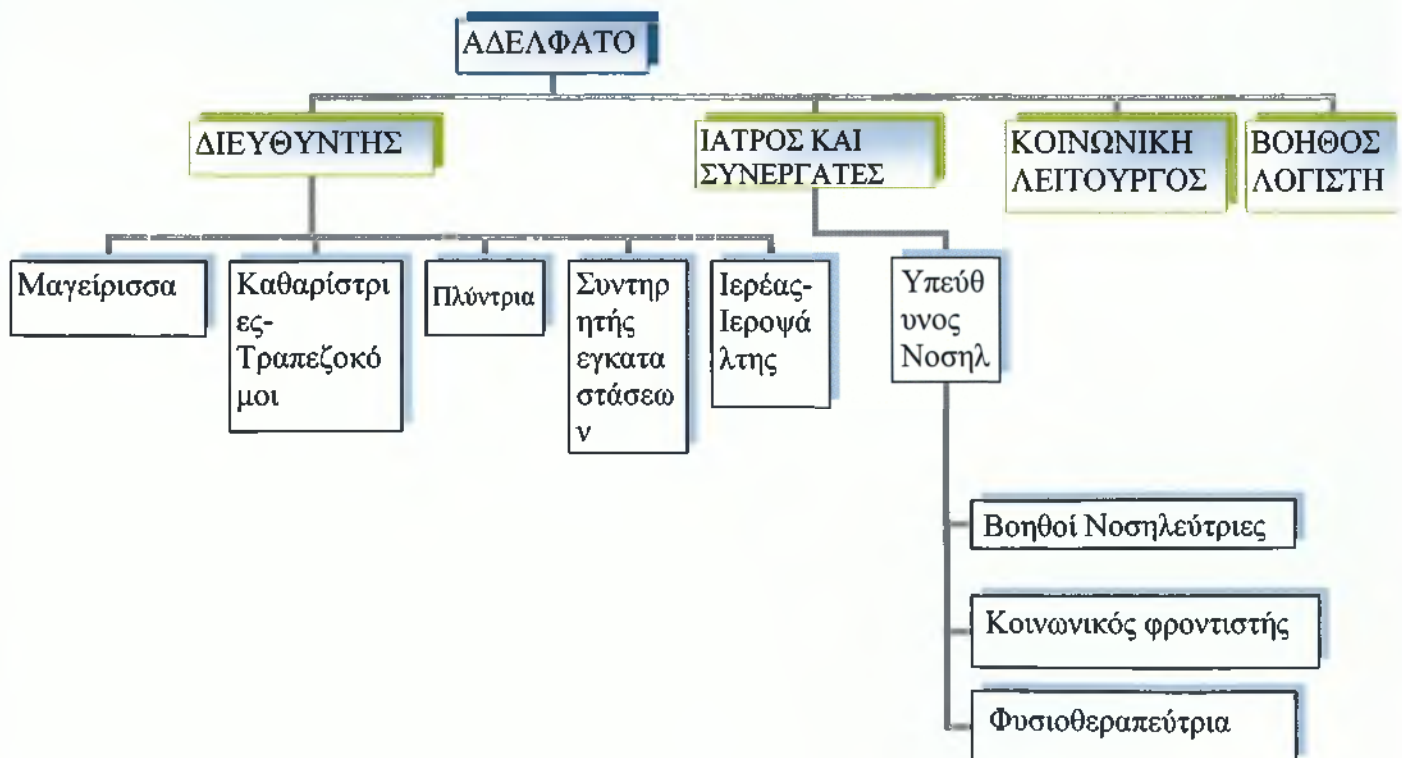 ΑΔΕΛΦΑΤΟ
ΔΙΕΥΘΥΝΤΗΣ
ΙΑΤΡΟΣ ΚΑΙ
ΣΥΝΕΡΓΑΤΕΣ
ΚΟΙΝΩΝΙΚΗ
ΛΕΙΤΟΥΡΓΟΣ
ΒΟΗΘΟΣ
ΛΟΓΙΣΤΗ
Μαγείρισσα
Καθαρίστρι
ες-
Τραπεζοκό
μοι
Πλύντρια
Συντηρ
ητής
εγκατα
στάσεω
ν
Ιερέας-
Ιεροψά
λτης
Υπεύθ
υνος
Νοσηλ
Βοηθοί Νοσηλεύτριες
Κοινωνικός φροντιστής
Φυσιοθεραπεύτρια